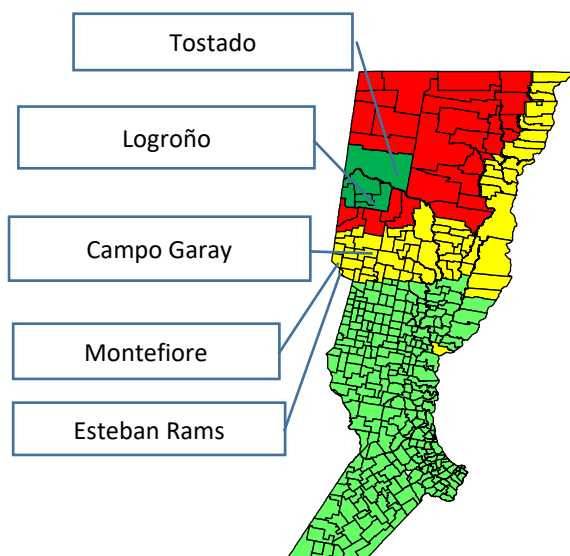 Tostado
Logroño
Campo Garay
Montefiore
Esteban Rams